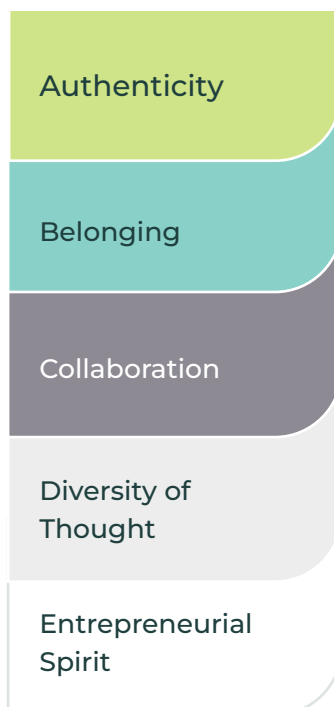 Authenticity
Belonging
Collaboration
Diversity of
Thought
Entrepreneurial
Spirit